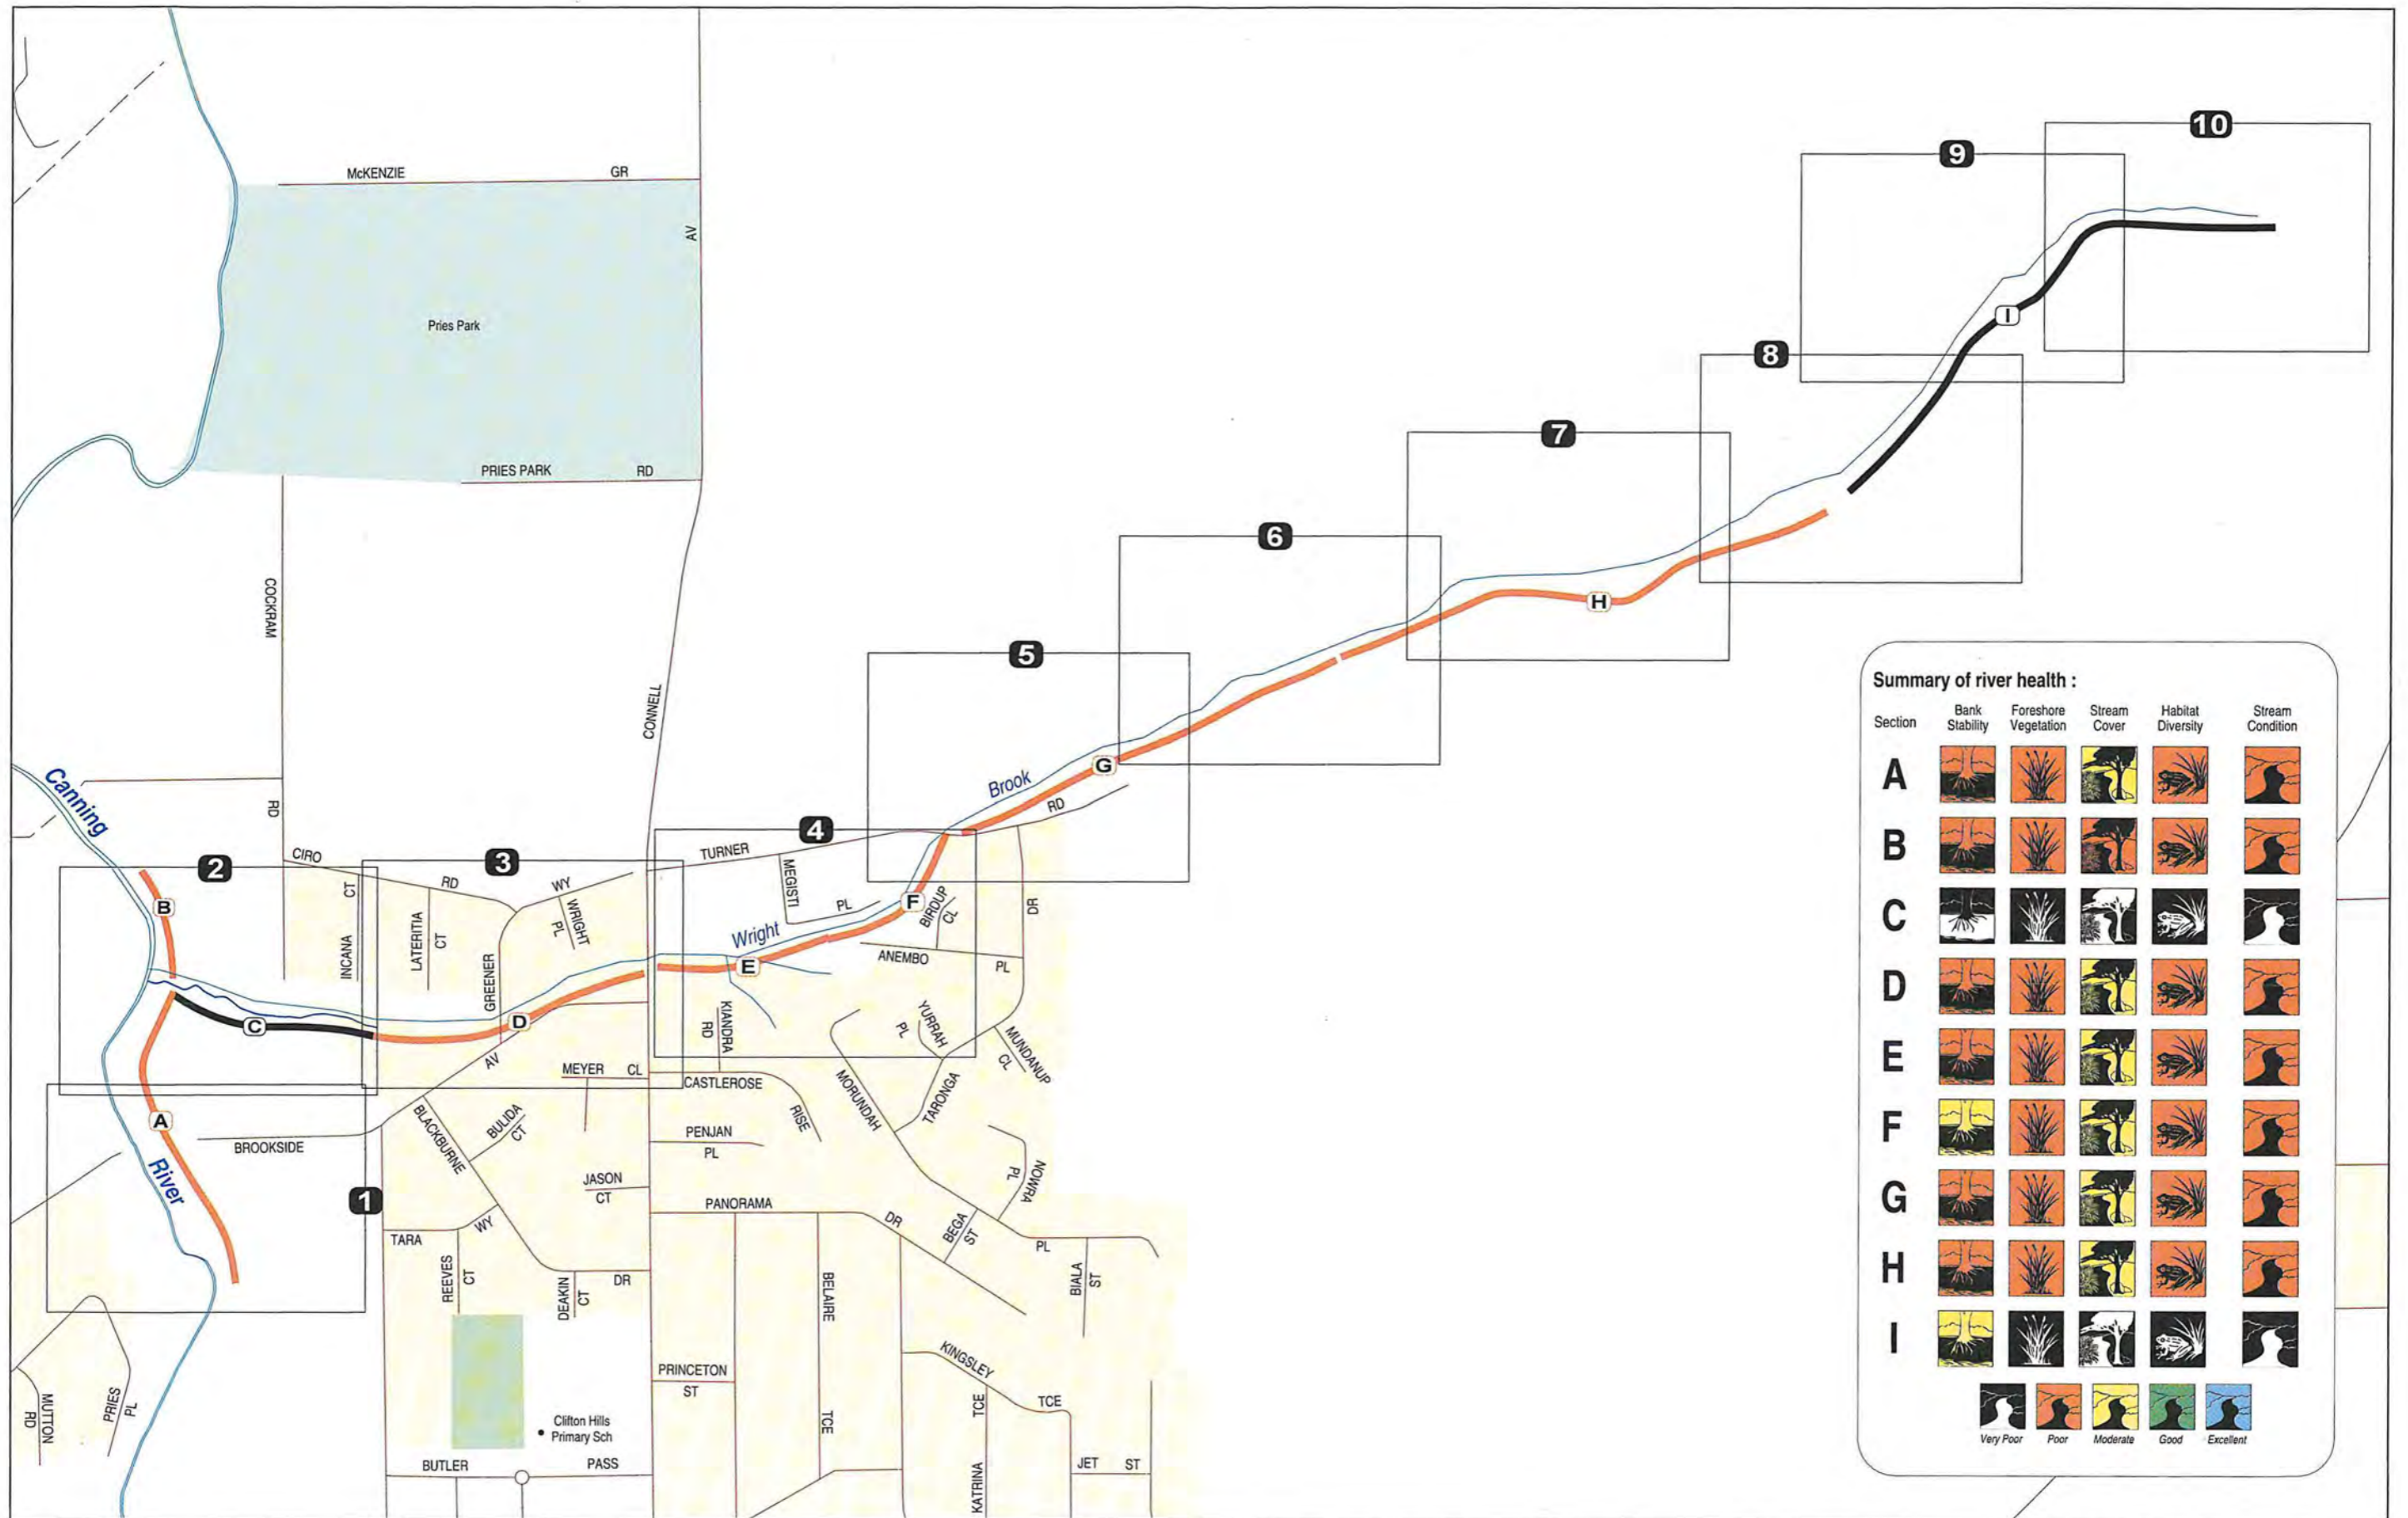 10
9
McKENZIE GR
AV
Pries Park
I
8
7
PRIES PARK RD
6
H
COCKRAM
RD
5
CONNELL
Summary of river health :
Section
Bank
Stability
Foreshore
Vegetation
Stream
Cover
Habitat
Diversity
Stream
Condition
A
B
C
D
E
F
G
H
I
Very Poor
Poor
Moderate
Good
Excellent
Canning
River
G
Brook
RD
4
TURNER
2
3
CIRO
RD
WY
CT
INCANA
LATERITIA
CT
GREENER
AV
WRIGHT
PL
MEGISTI
PL
F
BIRDUP
CL
DR
B
Wright
E
ANEMBO
PL
C
D
KIANDRA
RD
YURRAH
PL
MUNDANUP
CL
MEYER CL
CASTLEROSE
RISE
MORUNDAH
TARONGA
A
BROOKSIDE
BLACKBURNE
BULIDA
CT
PENJAN
PL
1
JASON
CT
NOWRA
PL
PANORAMA
DR
BEGA
ST
PL
TARA
WY
REEVES
CT
DEAKIN
CT
DR
BELAIRE
TCE
BIALA
ST
KINGSLEY
TCE
PRINCETON
ST
MUTTON
RD
PRIES
PL
Clifton Hills
Primary Sch
KATRINA
TCE
BUTLER PASS
JET ST